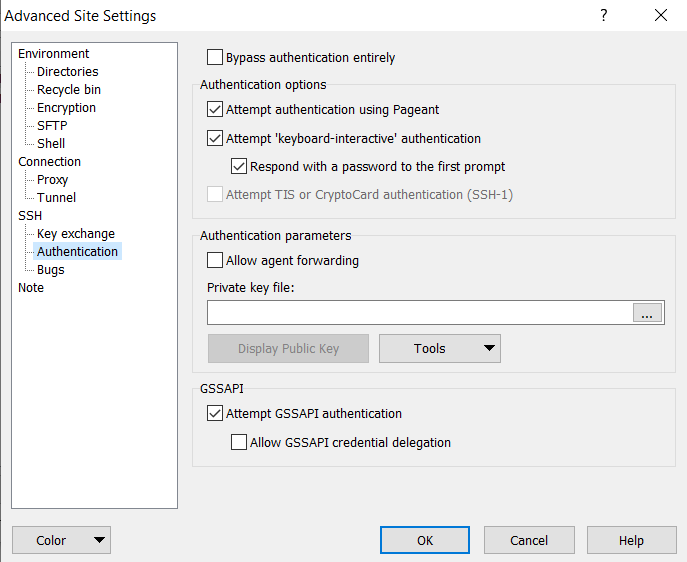 Advanced Site Settings
?
Environment
Directories
Recycle bin
Encryption
SFTP
Shell
Connection
Proxy
Tunnel
SSH
Key exchange
Authentication
Bugs
Note
Bypass authentication entirely
Authentication options
Attempt authentication using Pageant
Attempt 'keyboard-interactive' authentication
Respond with a password to the first prompt
Attempt TIS or CryptoCard authentication (SSH-1)
Authentication parameters
Allow agent forwarding
Private key file:
...
Display Public Key
Tools
GSSAPI
Attempt GSSAPI authentication
Allow GSSAPI credential delegation
Color
OK
Cancel
Help